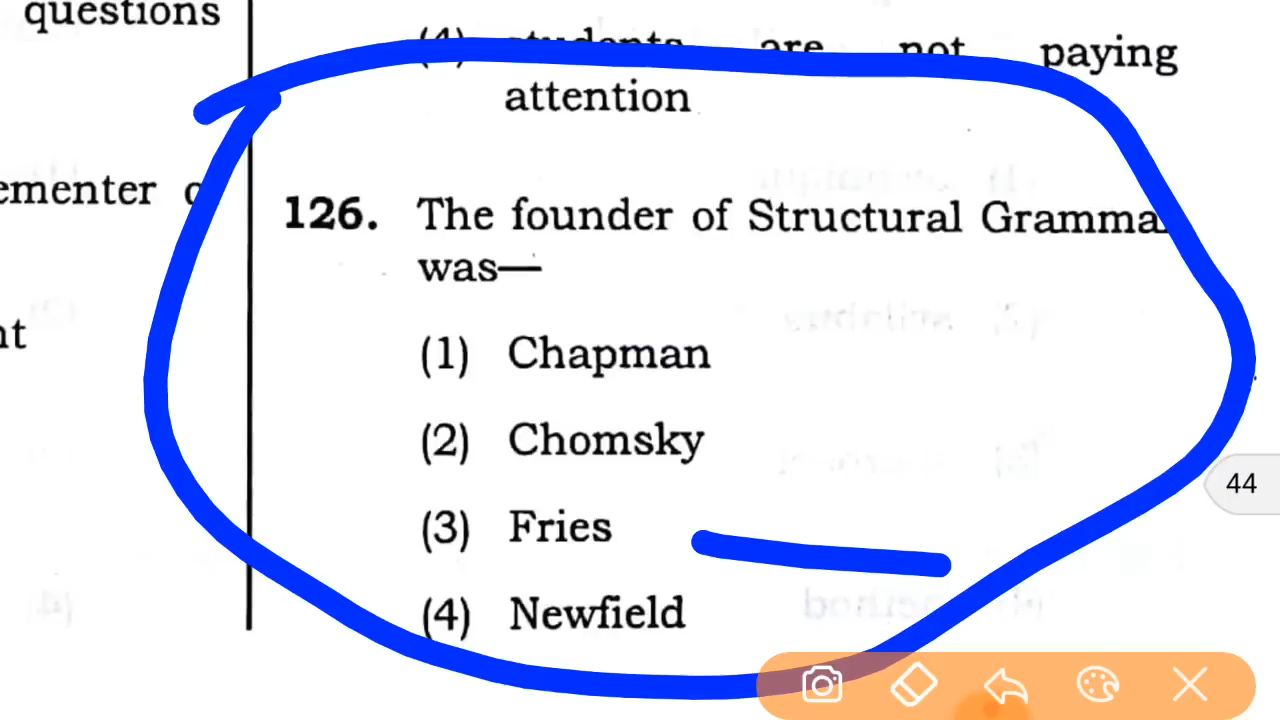 questions
(4) students are not paying
attention
ementer
nt
126. The founder of Structural Gramma
was—
(1) Chapman
(2) Chomsky
(3) Fries
(4) Newfield
44